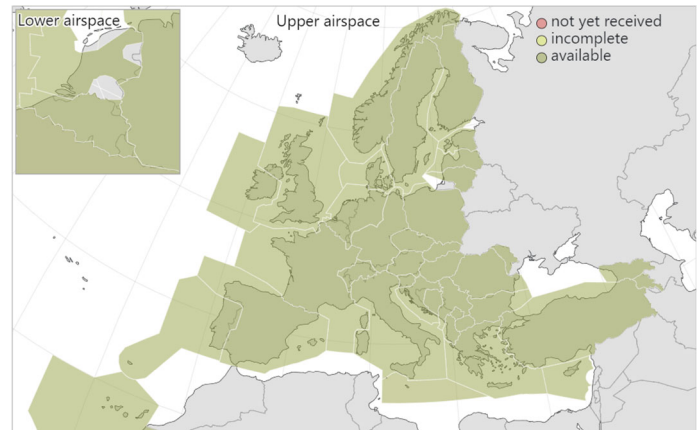 Lower airspace
Upper airspace
not yet received
incomplete
available